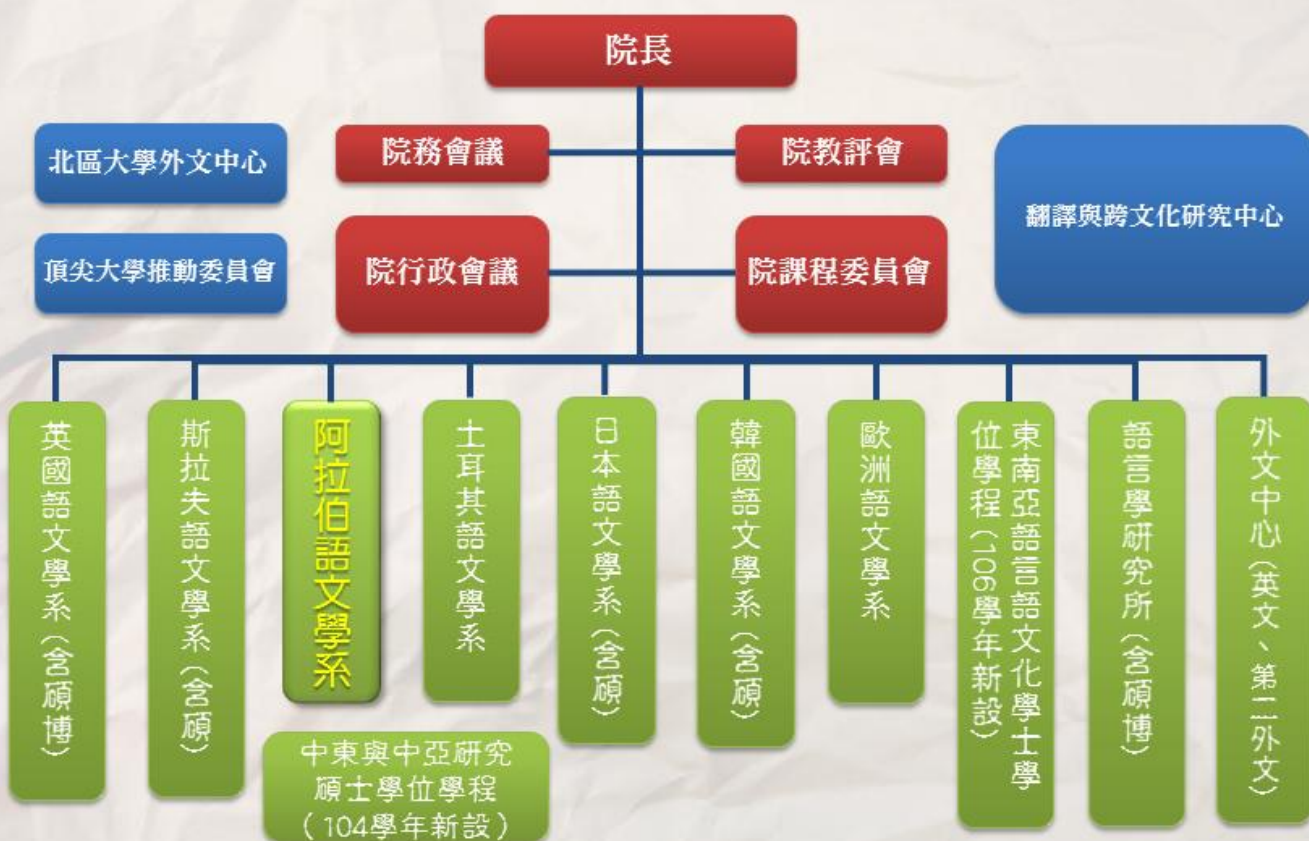 院長
北區大學外文中心
院務會議
院教評會
翻譯與跨文化研究中心
頂尖大學推動委員會
院行政會議
院課程委員會
英國語文學系(含碩博)
斯拉夫語文學系(含碩)
阿拉伯語文學系
土耳其語文學系
日本語文學系(含碩)
韓國語文學系(含碩)
歐洲語文學系
東南亞語言語文化學士學
位學程(106學年新設)
語言學研究所(含碩博)
外文中心(英文、第二外文)
中東與中亞研究
碩士學位學程
(104學年新設)